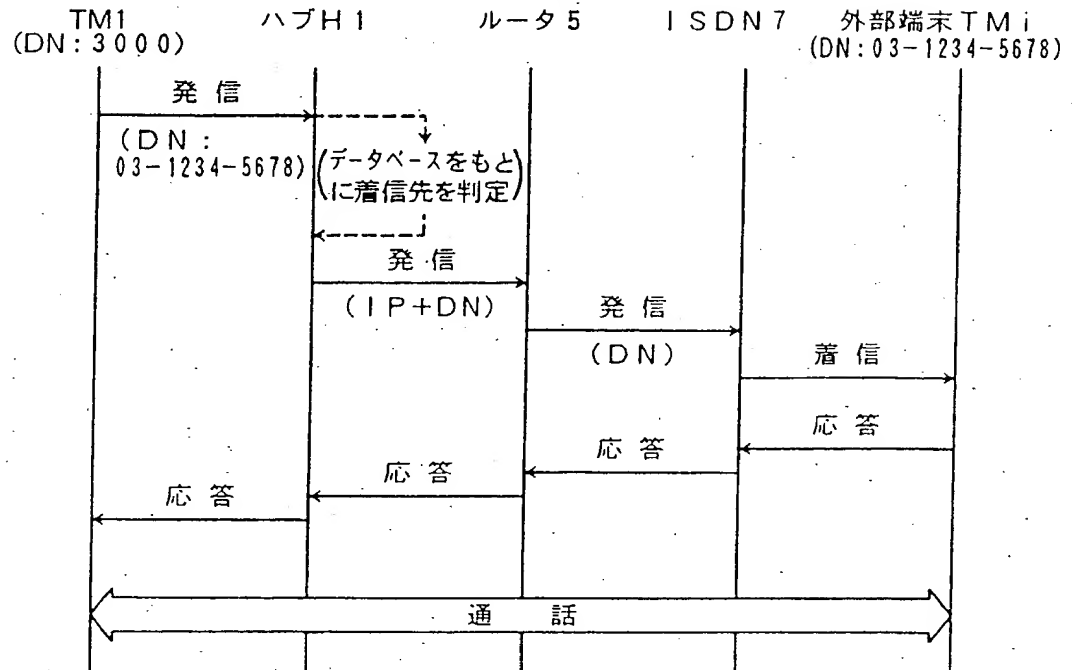 TM1 ハブH1 ルータ5 ISDN7 外部端末TMi
(DN:3000) (DN:03-1234-5678)
発信
(DN:
03-1234-5678)
(データベースをもと
に着信先を判定)
発信
(IP+DN)
発信
(DN)
着信
応答
応答
応答
応答
通話